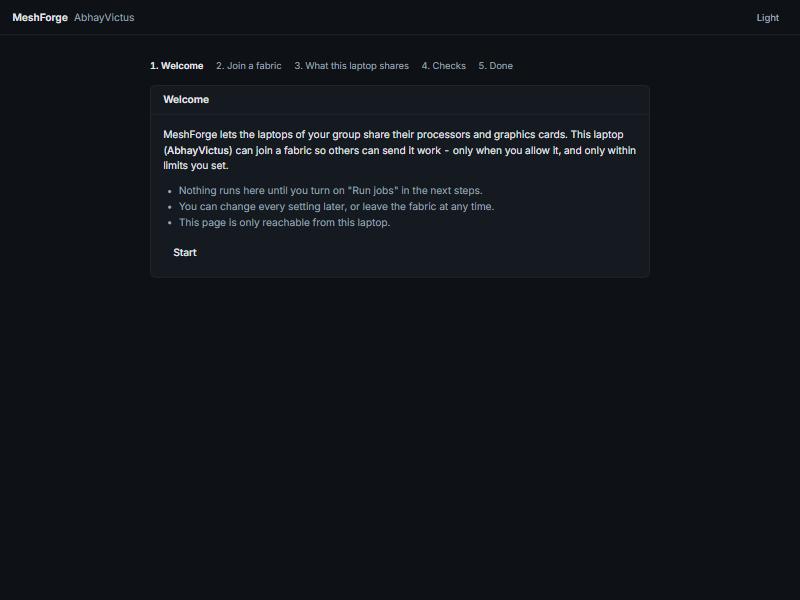 MeshForge AbhayVictus Light
1. Welcome 2. Join a fabric 3. What this laptop shares 4. Checks 5. Done
Welcome
MeshForge lets the laptops of your group share their processors and graphics cards. This laptop
(AbhayVictus) can join a fabric so others can send it work - only when you allow it, and only within
limits you set.
• Nothing runs here until you turn on "Run jobs" in the next steps.
• You can change every setting later, or leave the fabric at any time.
• This page is only reachable from this laptop.
Start